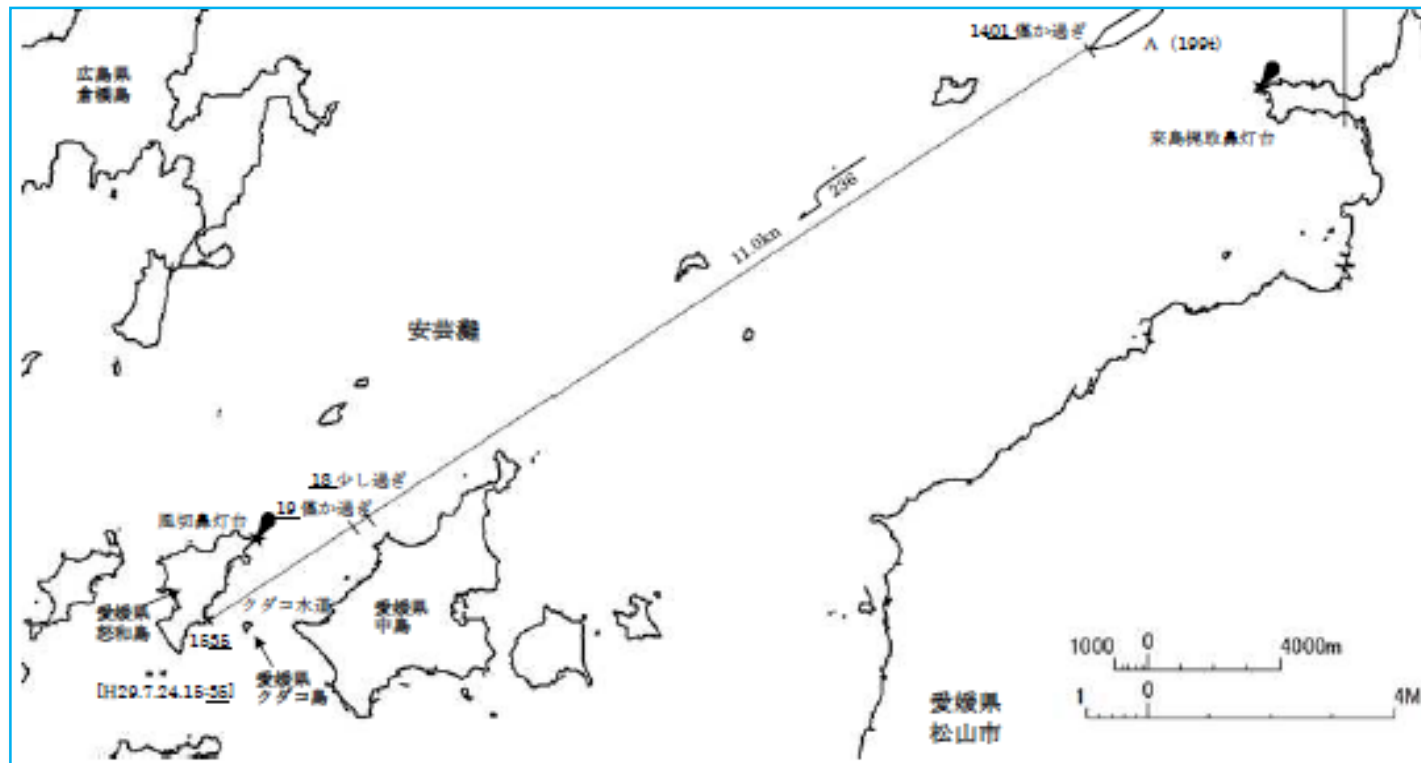 1401 僅か過ぎ
A (199t)
広島県
倉橋島
来島梶取鼻灯台
236
11.0kn
安芸灘
18 少し過ぎ
19 僅か過ぎ
風切鼻灯台
クダコ水道
愛媛県
怒和島
愛媛県
中島
1535
愛媛県
クダコ島
[H29.7.24.15:35]
1000 0 4000m
1 0 4M
愛媛県
松山市